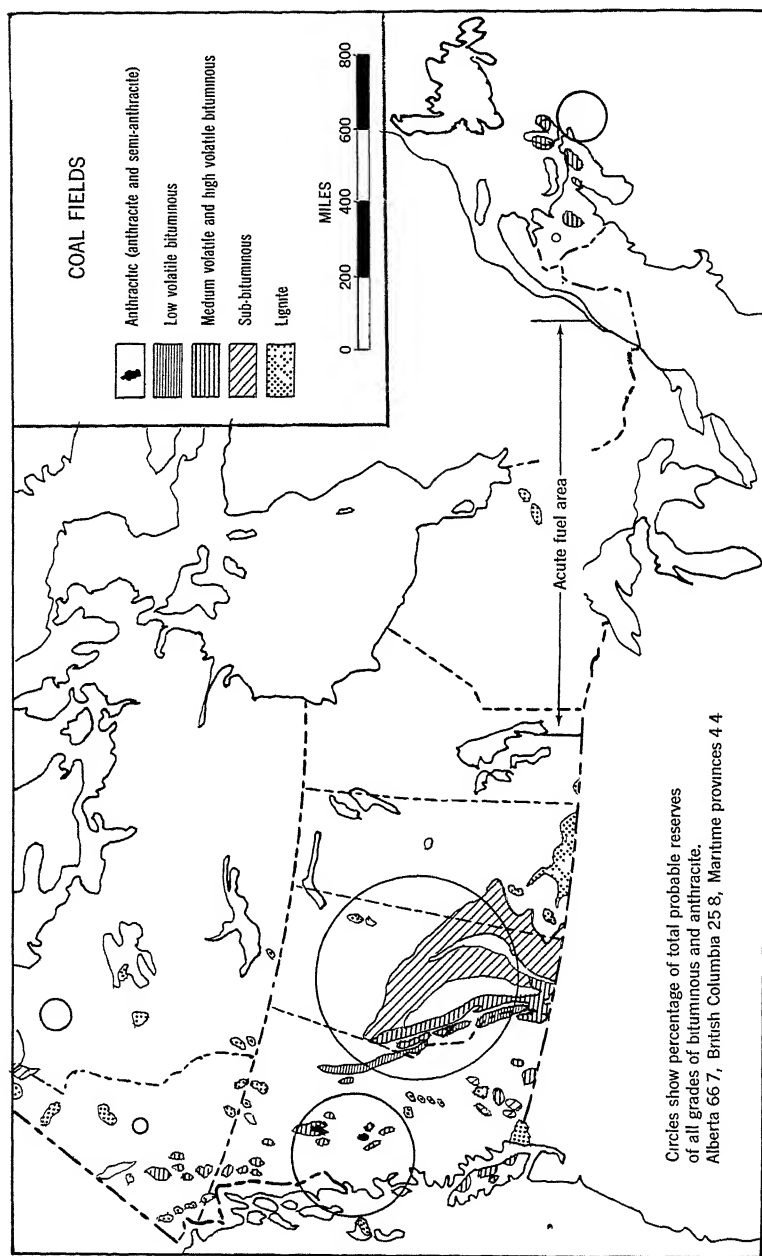 COAL FIELDS
Anthracitic (anthracite and semi-anthracite)
Low volatile bituminous
Medium volatile and high volatile bituminous
Sub-bituminous
Lignite
0 200 400 600 800
MILES
Acute fuel area
Circles show percentage of total probable reserves
of all grades of bituminous and anthracite.
Alberta 66 7, British Columbia 25 8, Maritime provinces 4 4